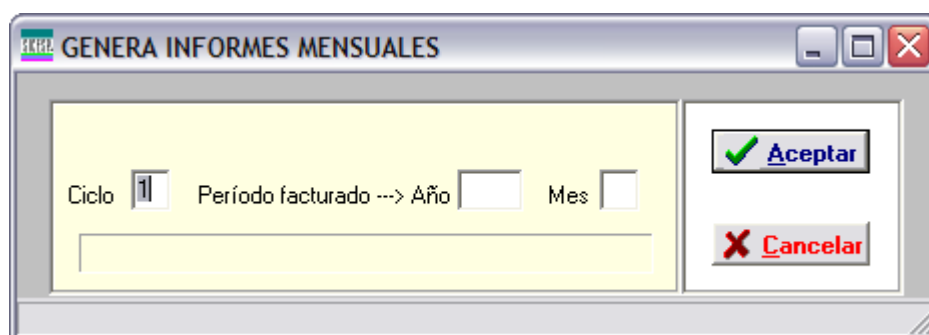 GENERA INFORMES MENSUALES
Aceptar
Ciclo 1 Período facturado ---> Año Mes
Cancelar